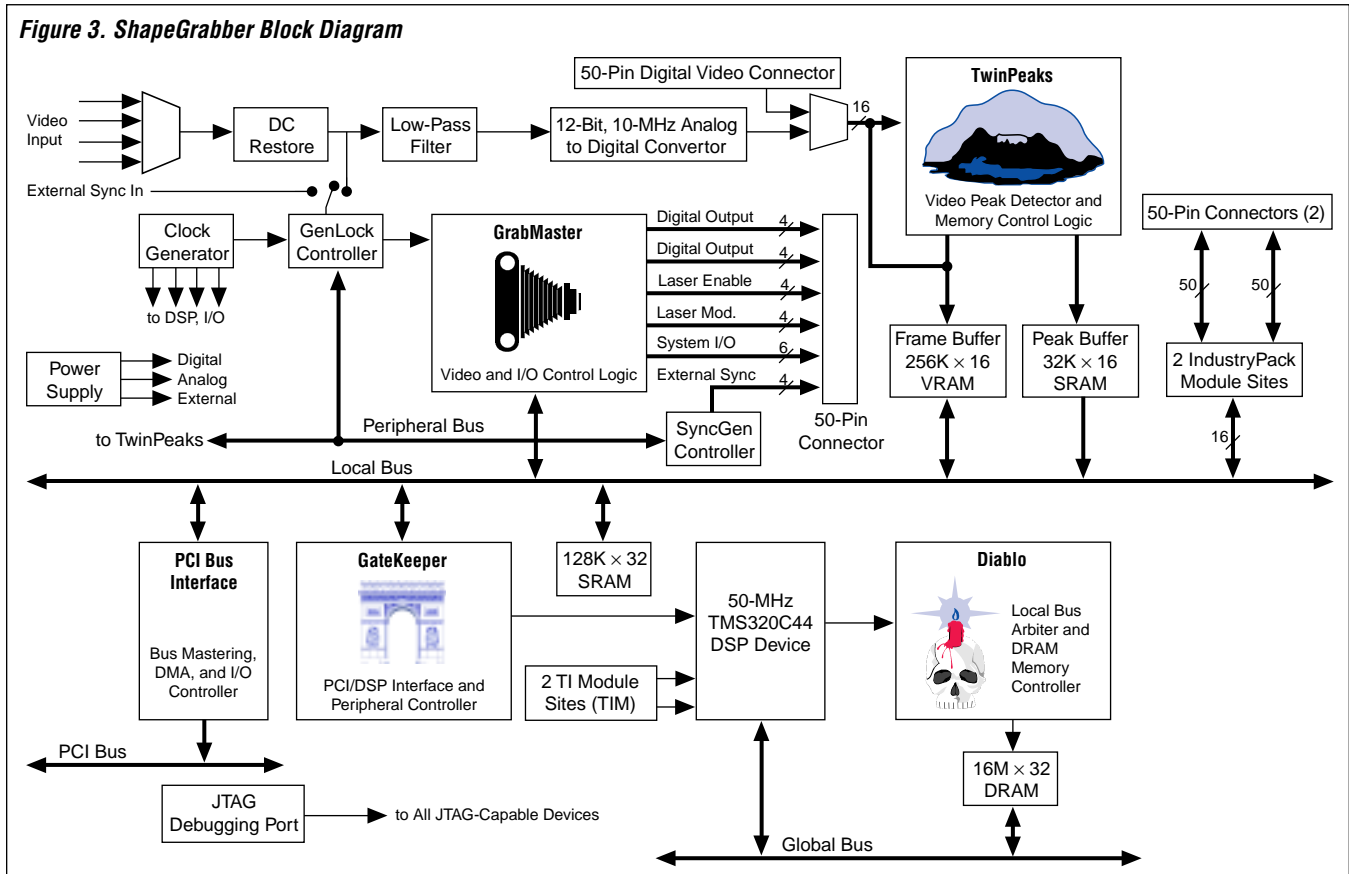 Figure 3. ShapeGrabber Block Diagram
50-Pin Digital Video Connector
TwinPeaks
Video
Input
DC
Restore
Low-Pass
Filter
12-Bit, 10-MHz Analog
to Digital Convertor
16
Video Peak Detector and
Memory Control Logic
External Sync In
Clock
Generator
to DSP, I/O
GenLock
Controller
GrabMaster
Video and I/O Control Logic
Digital Output
4
Digital Output
4
Laser Enable
4
Laser Mod.
4
System I/O
6
External Sync
4
50-Pin
Connector
50-Pin Connectors (2)
50
50
Frame Buffer
256K × 16
VRAM
Peak Buffer
32K × 16
SRAM
2 IndustryPack
Module Sites
16
Power
Supply
Digital
Analog
External
to TwinPeaks
Peripheral Bus
SyncGen
Controller
Local Bus
PCI Bus
Interface
Bus Mastering,
DMA, and I/O
Controller
GateKeeper
PCI/DSP Interface and
Peripheral Controller
128K × 32
SRAM
2 TI Module
Sites (TIM)
50-MHz
TMS320C44
DSP Device
Diablo
Local Bus
Arbiter and
DRAM
Memory
Controller
PCI Bus
16M × 32
DRAM
JTAG
Debugging Port
to All JTAG-Capable Devices
Global Bus